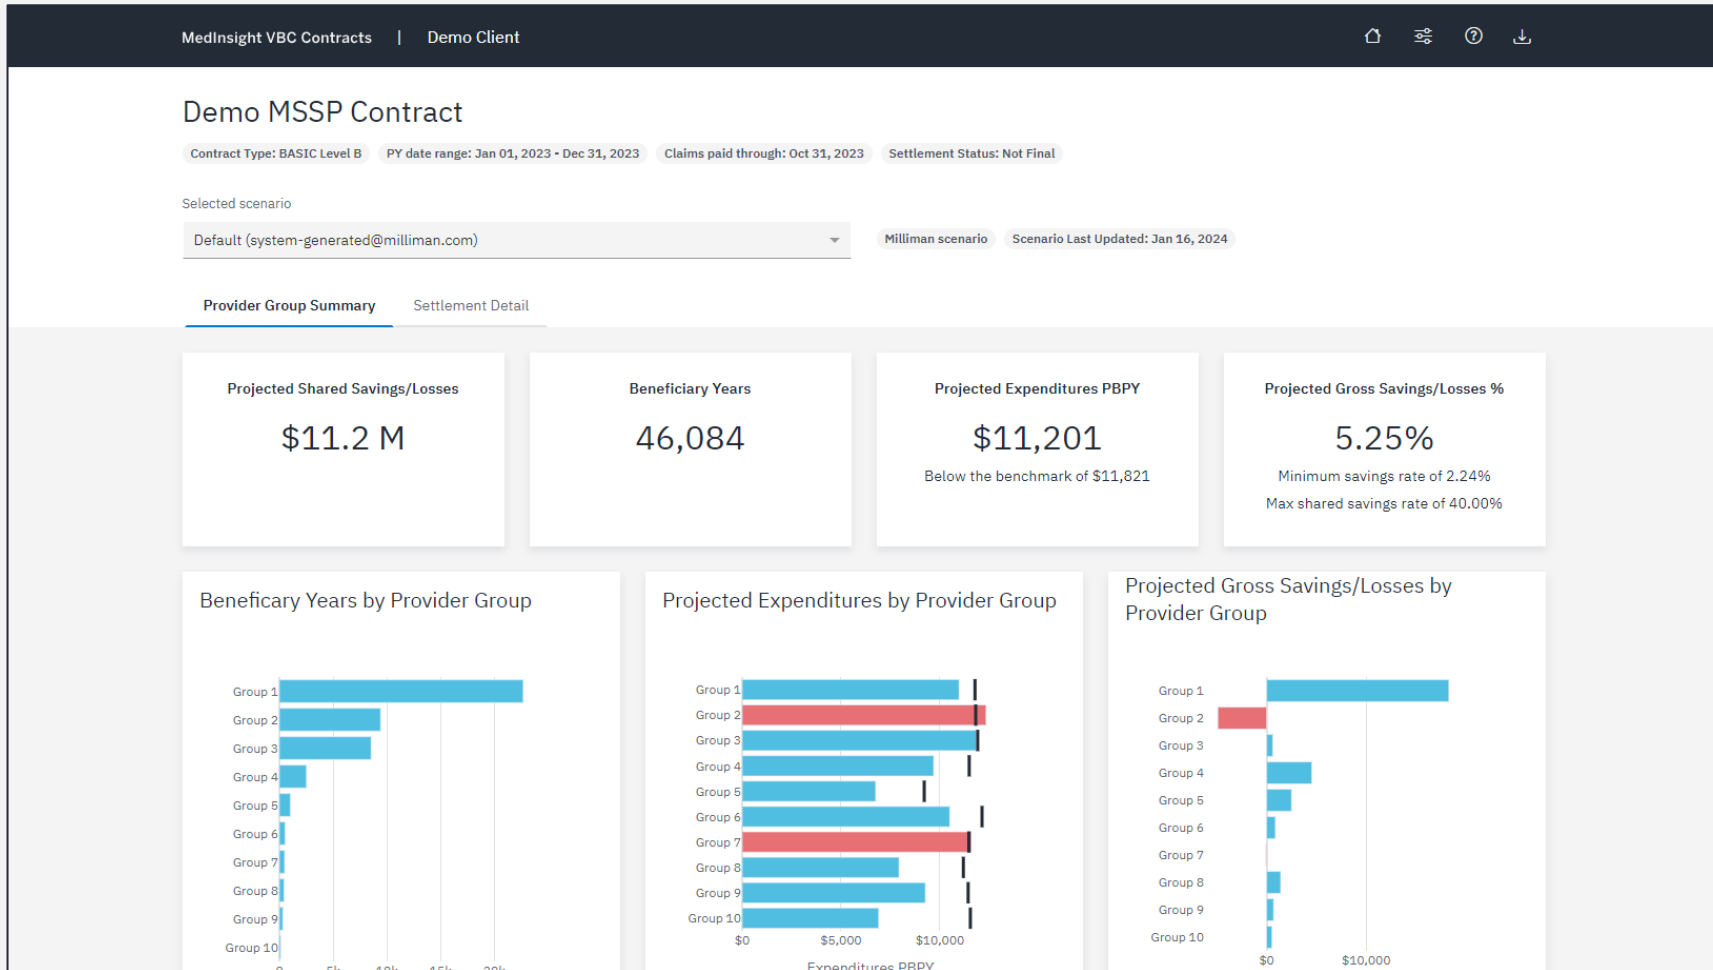 MedInsight VBC Contracts | Demo Client
Demo MSSP Contract
Contract Type: BASIC Level B PY date range: Jan 01, 2023 - Dec 31, 2023 Claims paid through: Oct 31, 2023 Settlement Status: Not Final
Selected scenario
Default (system-generated@milliman.com)
Milliman scenario Scenario Last Updated: Jan 16, 2024
Provider Group Summary Settlement Detail
Projected Shared Savings/Losses
$11.2 M
Beneficiary Years
46,084
Projected Expenditures PBPY
$11,201
Below the benchmark of $11,821
Projected Gross Savings/Losses %
5.25%
Minimum savings rate of 2.24%
Max shared savings rate of 40.00%
Beneficary Years by Provider Group
Group 1
Group 2
Group 3
Group 4
Group 5
Group 6
Group 7
Group 8
Group 9
Group 10
0 5k 10k 15k 20k
Projected Expenditures by Provider Group
Group 1
Group 2
Group 3
Group 4
Group 5
Group 6
Group 7
Group 8
Group 9
Group 10
$0 $5,000 $10,000
Expenditures PBPY
Projected Gross Savings/Losses by
Provider Group
Group 1
Group 2
Group 3
Group 4
Group 5
Group 6
Group 7
Group 8
Group 9
Group 10
$0 $10,000